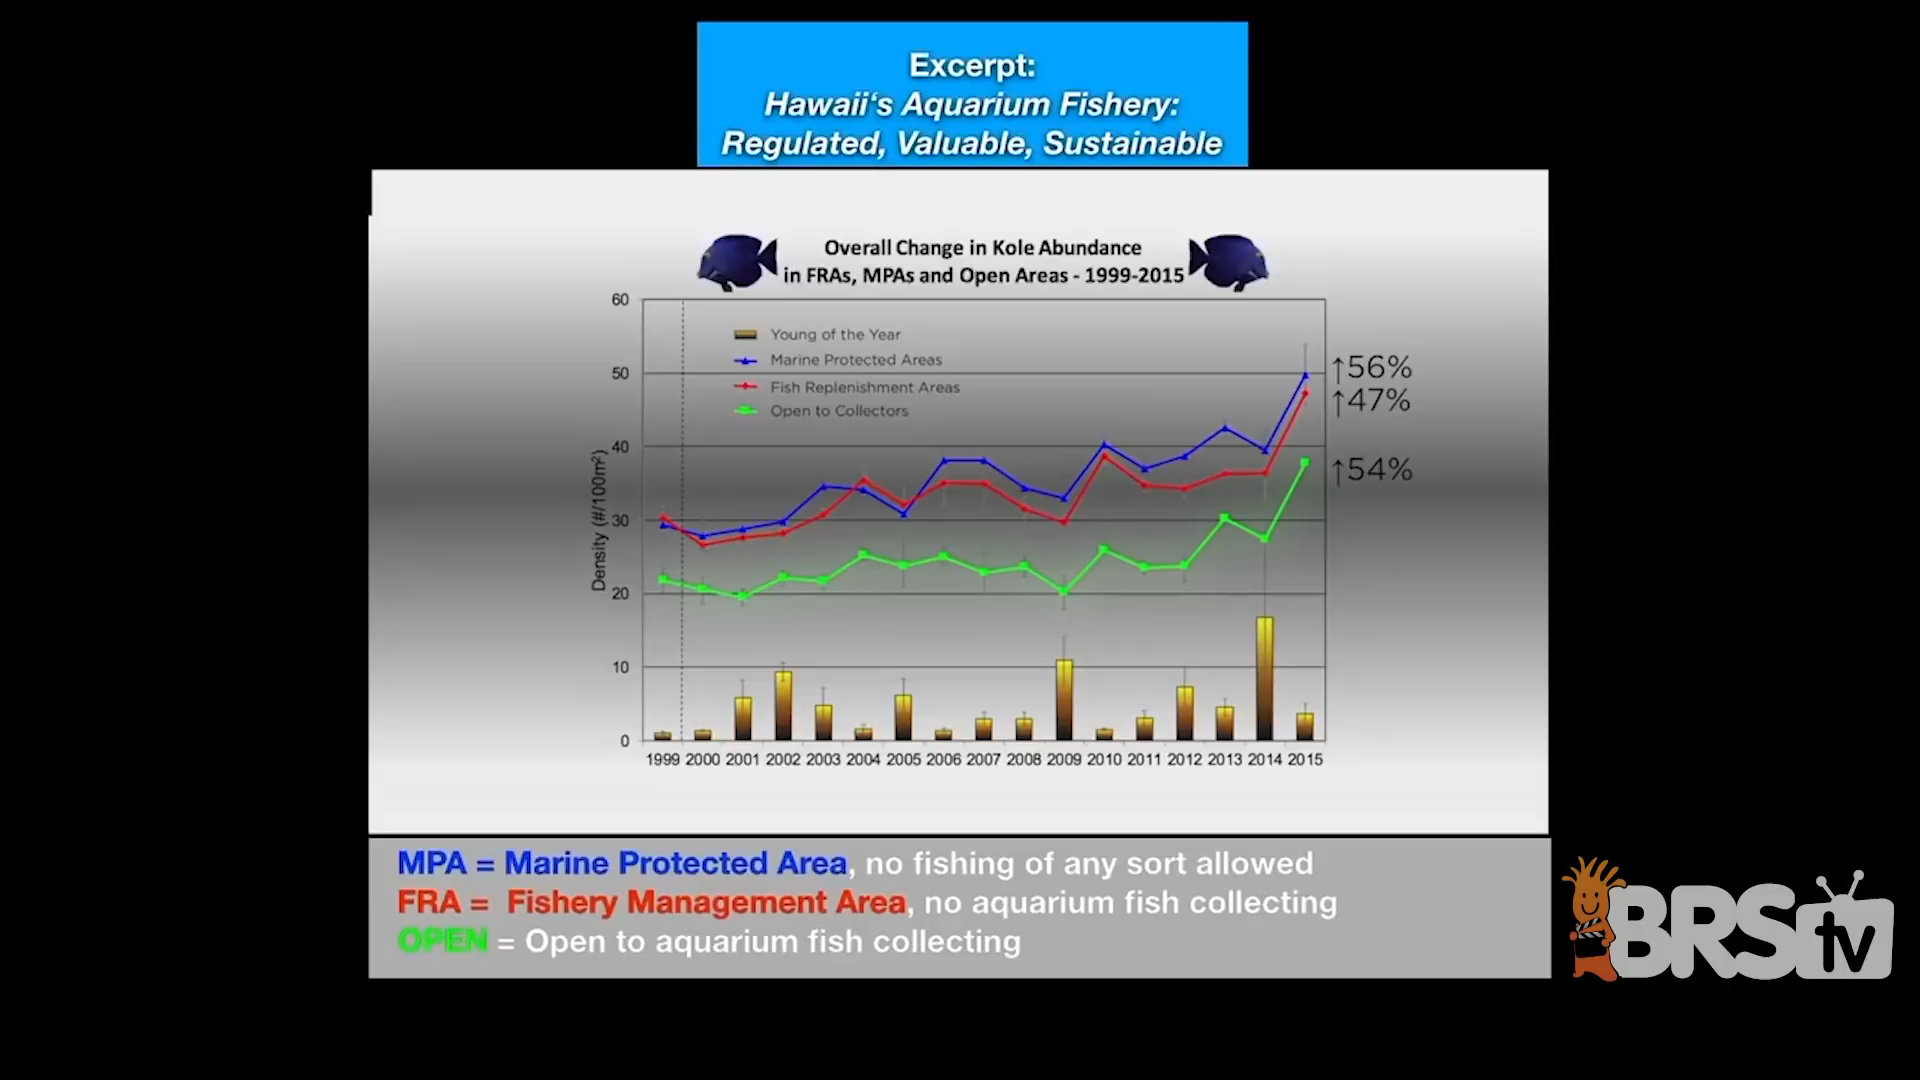 Excerpt:
Hawaii‘s Aquarium Fishery:
Regulated, Valuable, Sustainable
Overall Change in Kole Abundance
in FRAs, MPAs and Open Areas - 1999-2015
60
50
40
30
20
10
0
Density (#/100m²)
Young of the Year
Marine Protected Areas
Fish Replenishment Areas
Open to Collectors
↑56%
↑47%
↑54%
1999 2000 2001 2002 2003 2004 2005 2006 2007 2008 2009 2010 2011 2012 2013 2014 2015
MPA = Marine Protected Area, no fishing of any sort allowed
FRA = Fishery Management Area, no aquarium fish collecting
OPEN = Open to aquarium fish collecting
BRStv